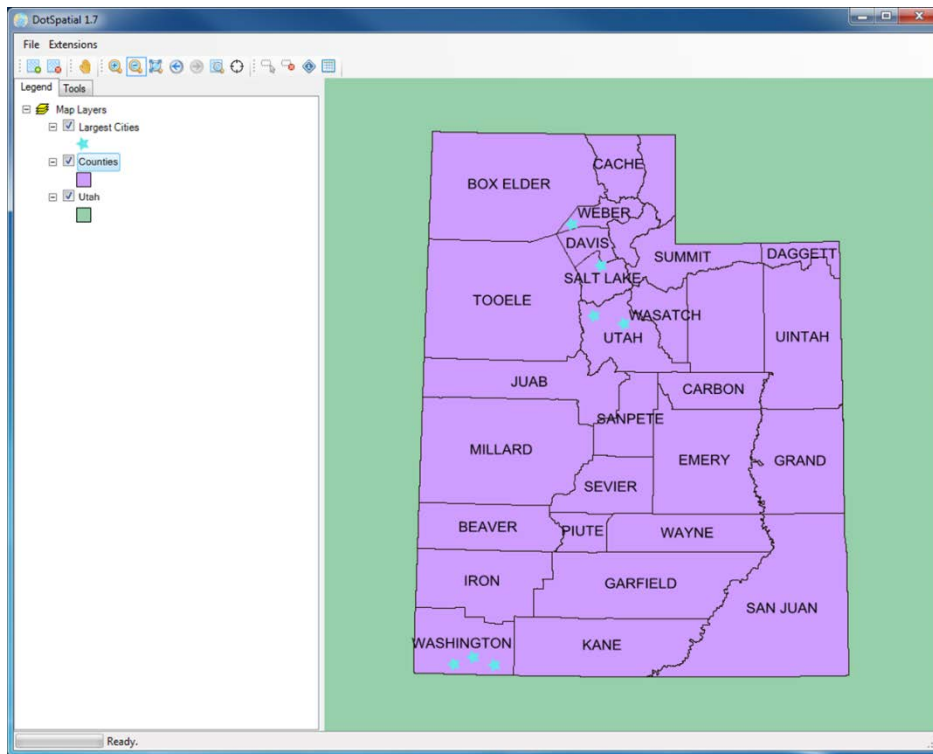 DotSpatial 1.7
File Extensions
Legend Tools
Map Layers
Largest Cities
Counties
Utah
CACHE
BOX ELDER
WEBER
DAVIS
SUMMIT
DAGGETT
SALT LAKE
TOOELE
WASATCH
UTAH
UINTAH
JUAB
CARBON
SANPETE
MILLARD
EMERY
GRAND
SEVIER
BEAVER
PIUTE
WAYNE
IRON
GARFIELD
SAN JUAN
WASHINGTON
KANE
Ready.